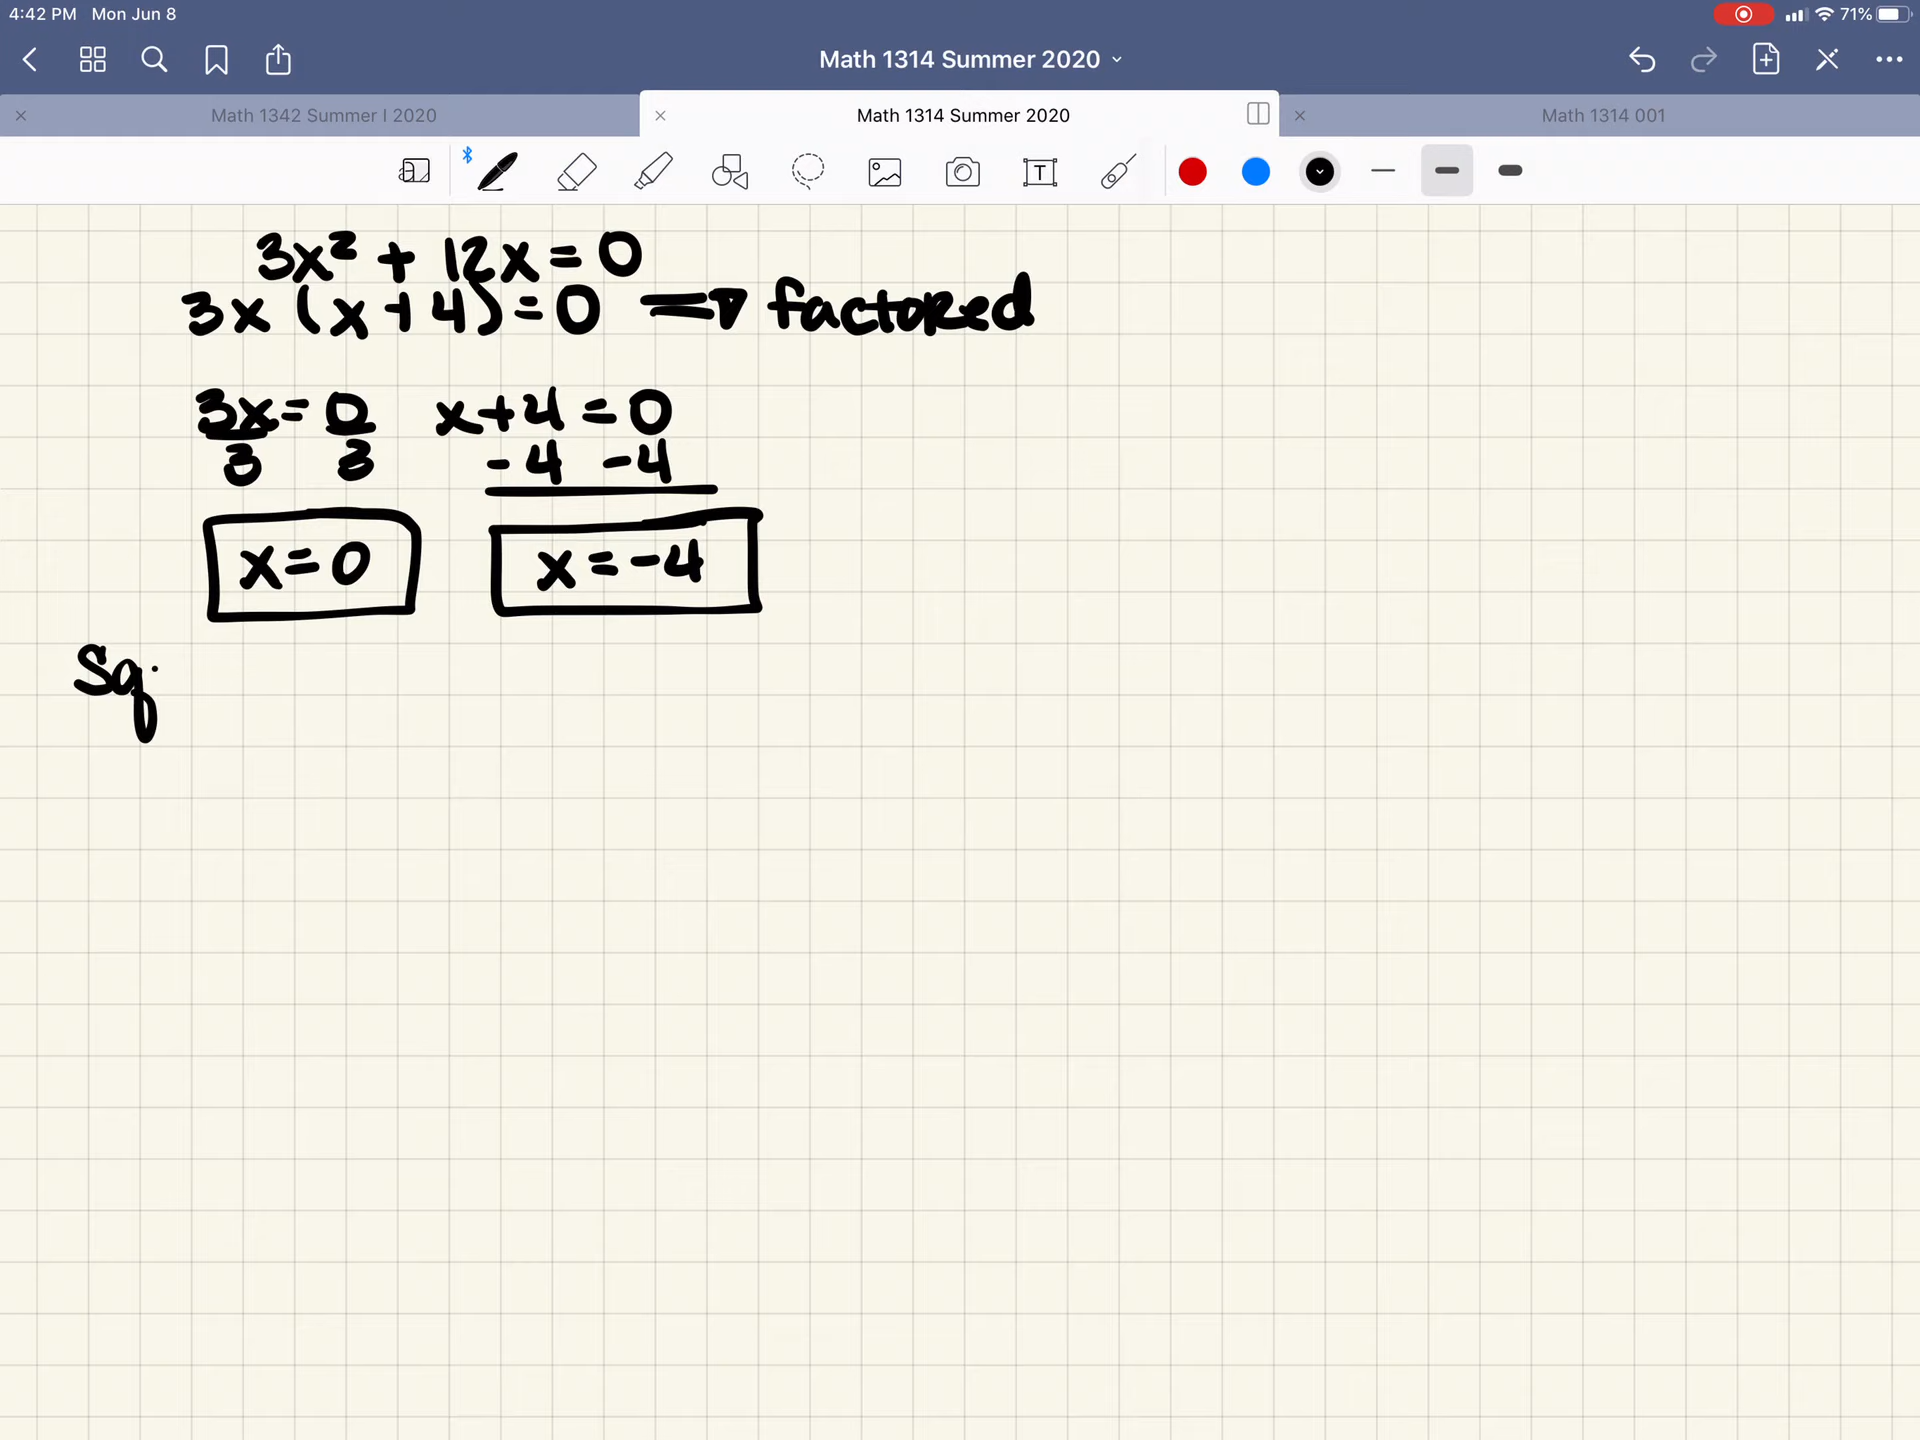 4:42 PM Mon Jun 8 71%
Math 1314 Summer 2020
Math 1342 Summer I 2020 Math 1314 Summer 2020 Math 1314 001
T
3x² + 12x = 0
3x (x + 4) = 0 ⇒ factored
3x = 0 x + 4 = 0
3 3 - 4 - 4
x = 0 x = -4
Sq